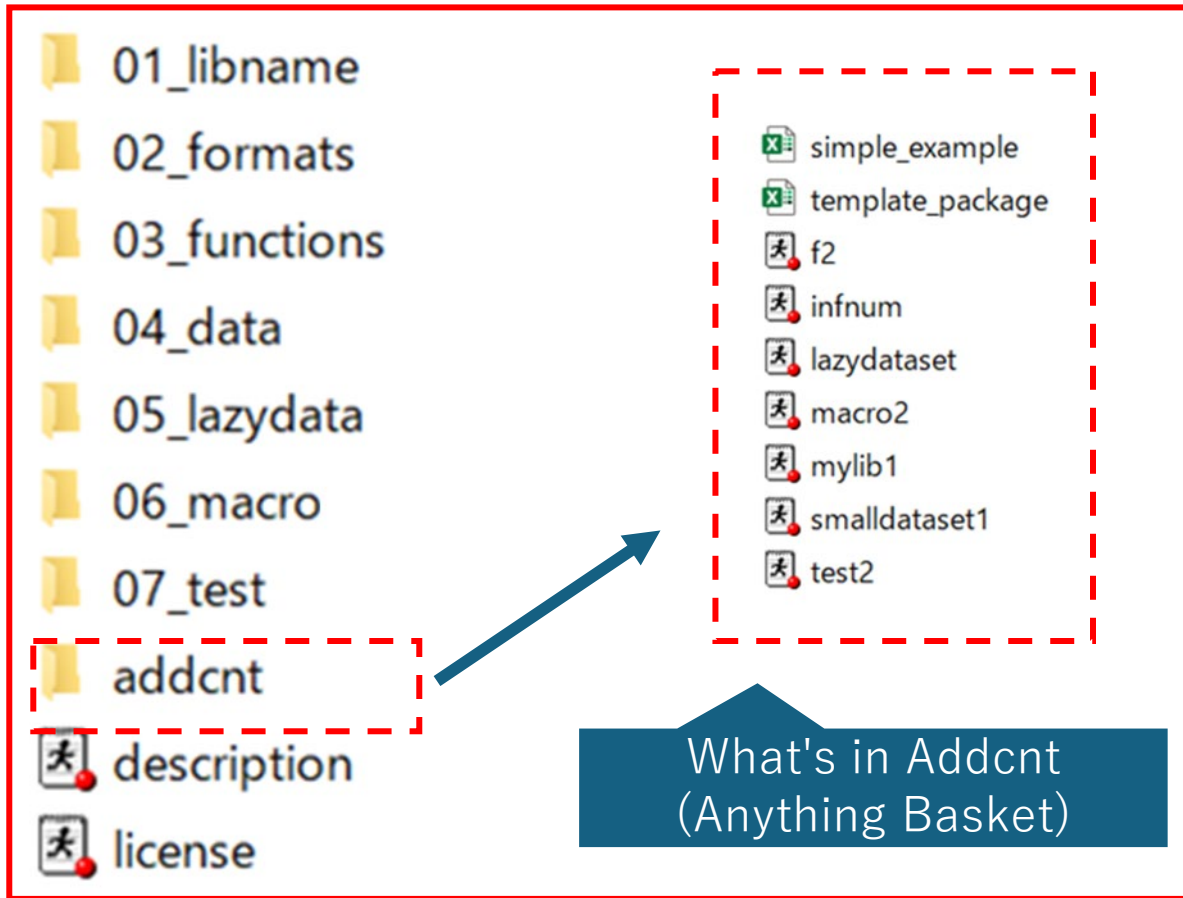 01_libname
02_formats
03_functions
04_data
05_lazydata
06_macro
07_test
addcnt
description
license
simple_example
template_package
f2
infnum
lazydataset
macro2
mylib1
smalldataset1
test2
What's in Addcnt
(Anything Basket)